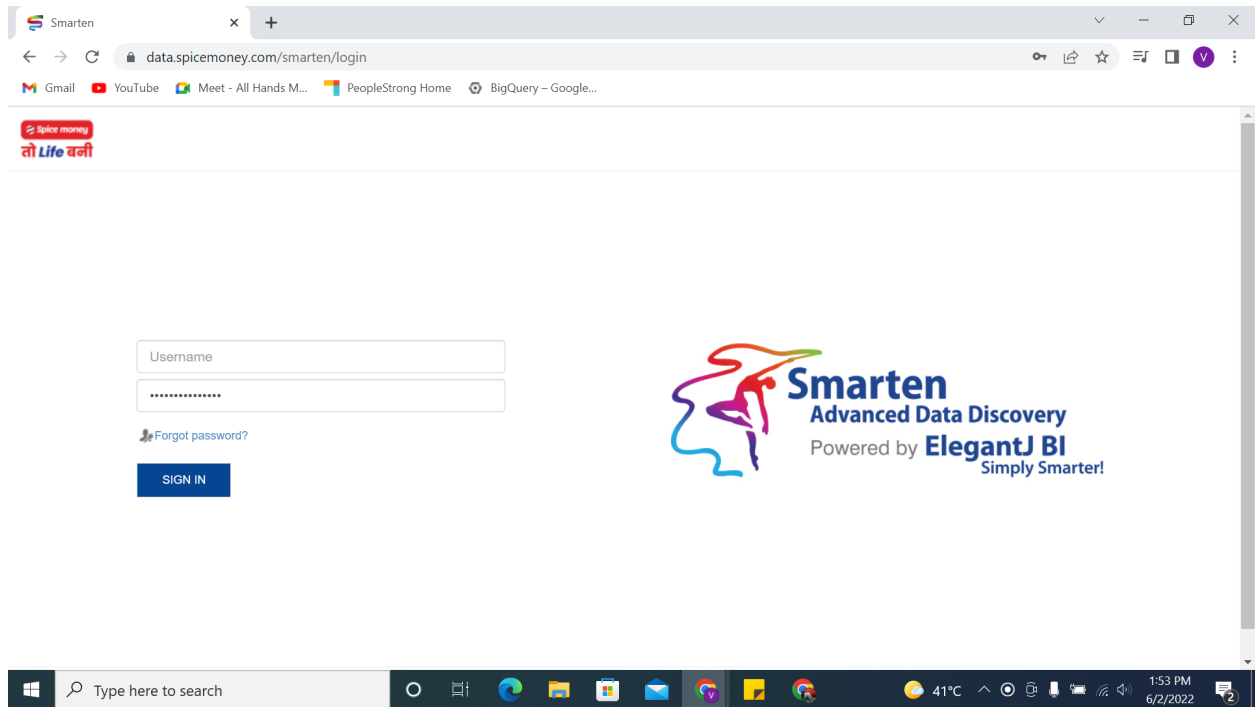 Smarten
data.spicemoney.com/smarten/login
V
Gmail YouTube Meet - All Hands M... PeopleStrong Home BigQuery – Google...
Spice money
तो Life बनी
Username
Forgot password?
SIGN IN
Smarten
Advanced Data Discovery
Powered by ElegantJ BI
Simply Smarter!
Type here to search
41°C
1:53 PM
6/2/2022
2